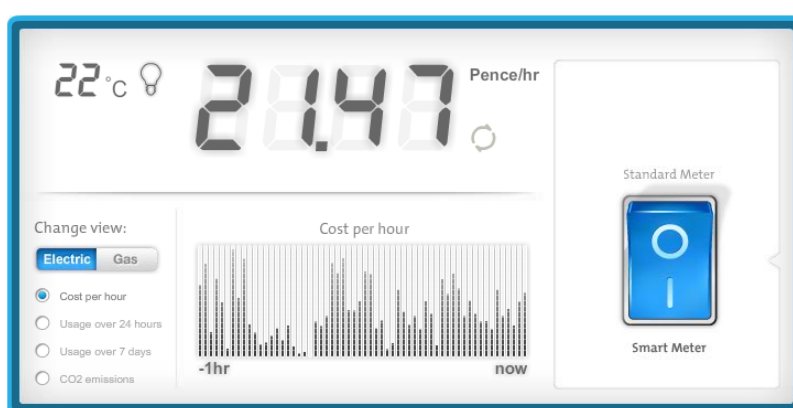 22°C
21.47
Pence/hr
Standard Meter
Change view:
Electric Gas
Cost per hour
Usage over 24 hours
Usage over 7 days
CO2 emissions
Cost per hour
-1hr now
Smart Meter